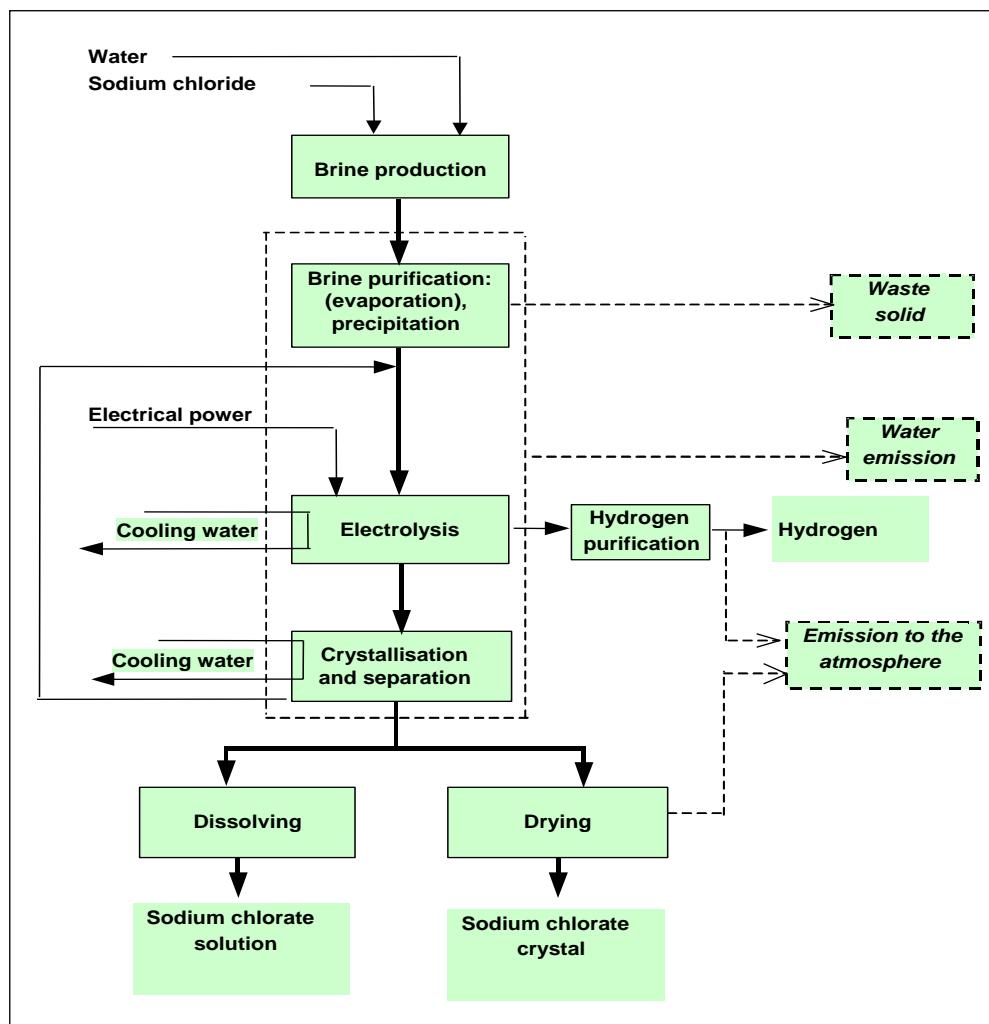 Water
Sodium chloride
Brine production
Brine purification:
(evaporation),
precipitation
Waste
solid
Electrical power
Water
emission
Cooling water
Electrolysis
Hydrogen
purification
Hydrogen
Cooling water
Crystallisation
and separation
Emission to the
atmosphere
Dissolving
Drying
Sodium chlorate
solution
Sodium chlorate
crystal